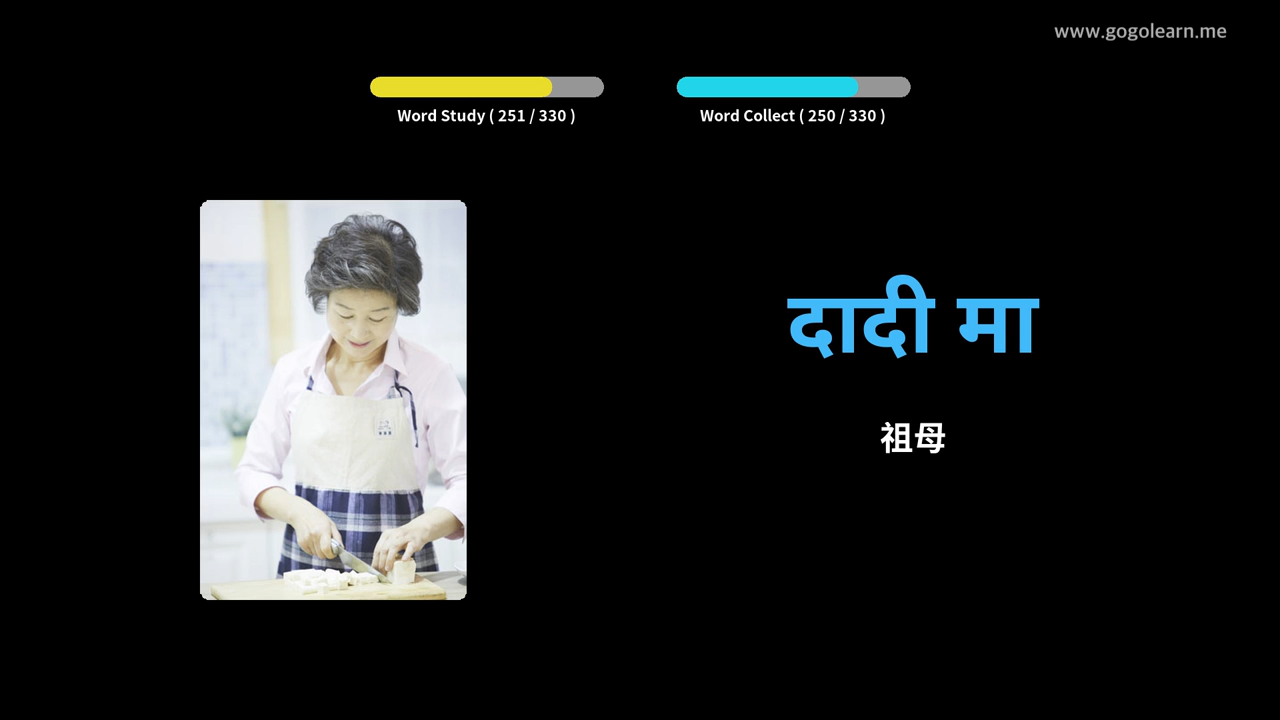 www.gogolearn.me
Word Study ( 251 / 330 )
Word Collect ( 250 / 330 )
दादी मा
祖母